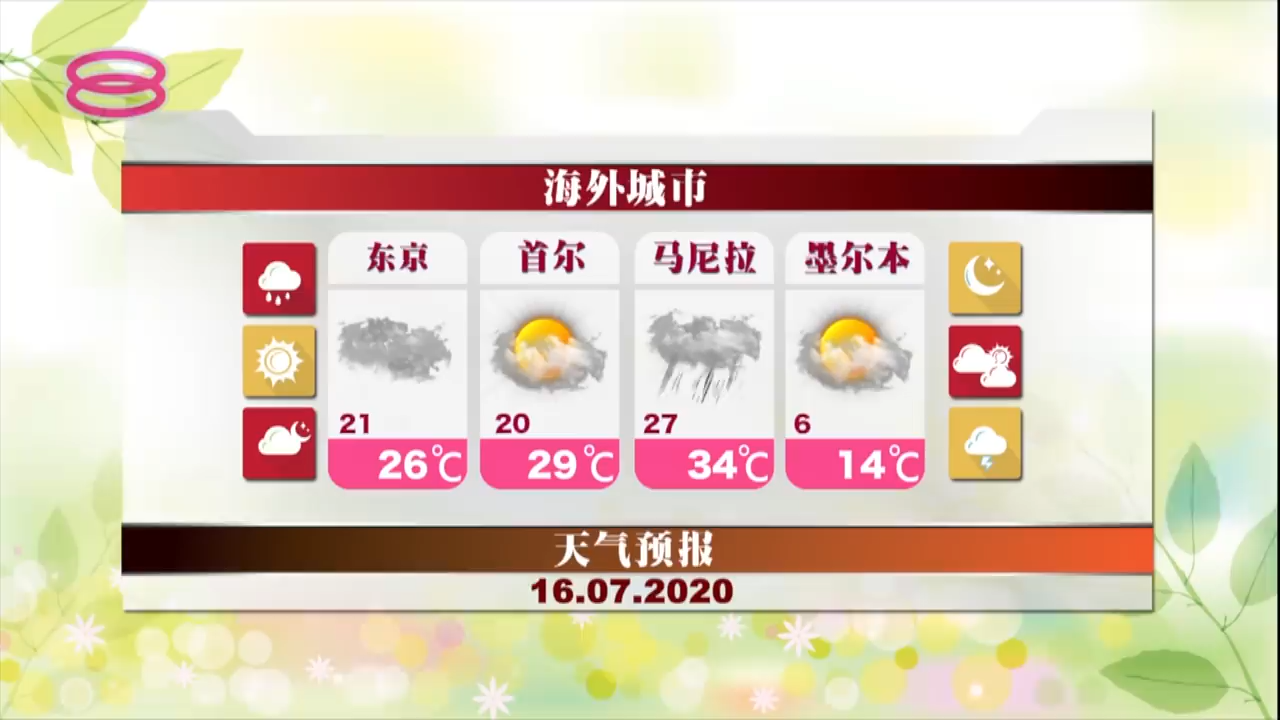 海外城市
东京 首尔 马尼拉 墨尔本
21 20 27 6
26℃ 29℃ 34℃ 14℃
天气预报
16.07.2020